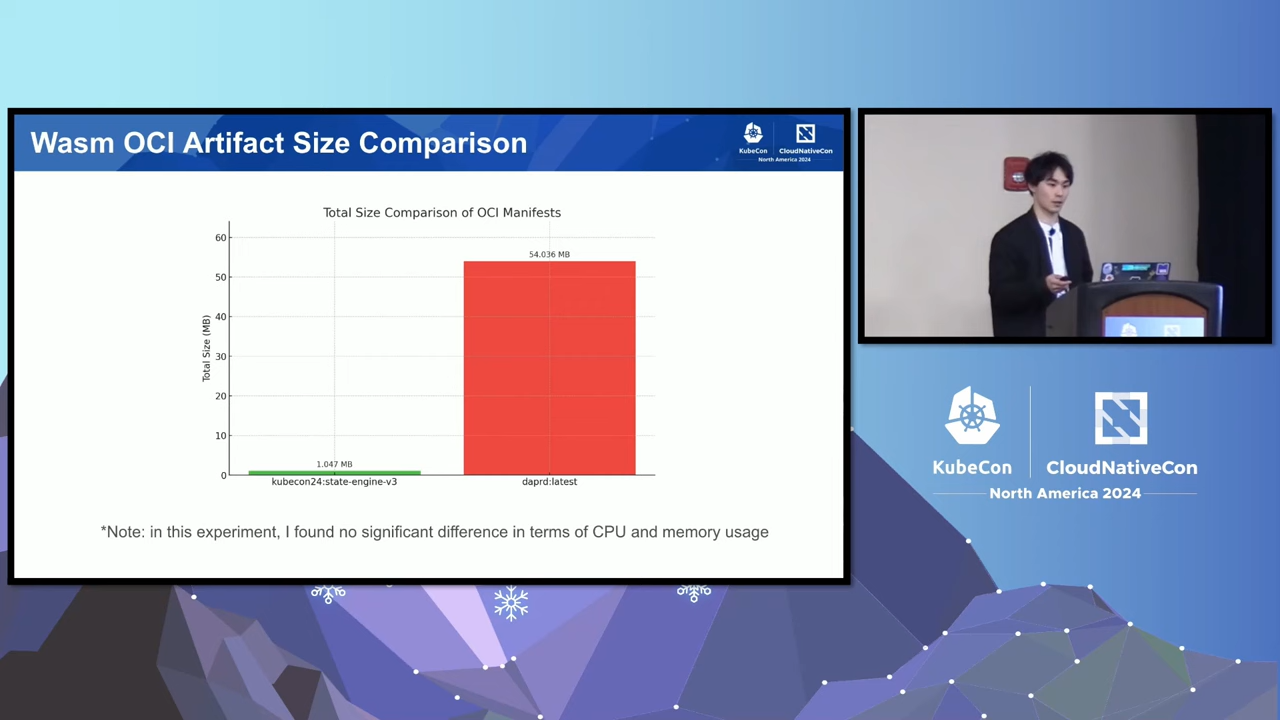 Wasm OCI Artifact Size Comparison
KubeCon
CloudNativeCon
North America 2024
Total Size Comparison of OCI Manifests
Total Size (MB)
60
50
40
30
20
10
0
1.047 MB
54.036 MB
kubecon24:state-engine-v3
daprd:latest
*Note: in this experiment, I found no significant difference in terms of CPU and memory usage
KubeCon
CloudNativeCon
North America 2024